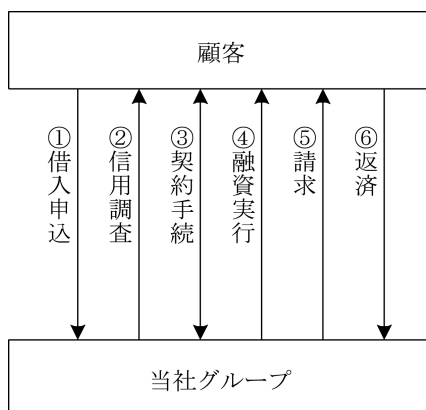 顧客
①借入申込
②信用調査
③契約手続
④融資実行
⑤請求
⑥返済
当社グループ